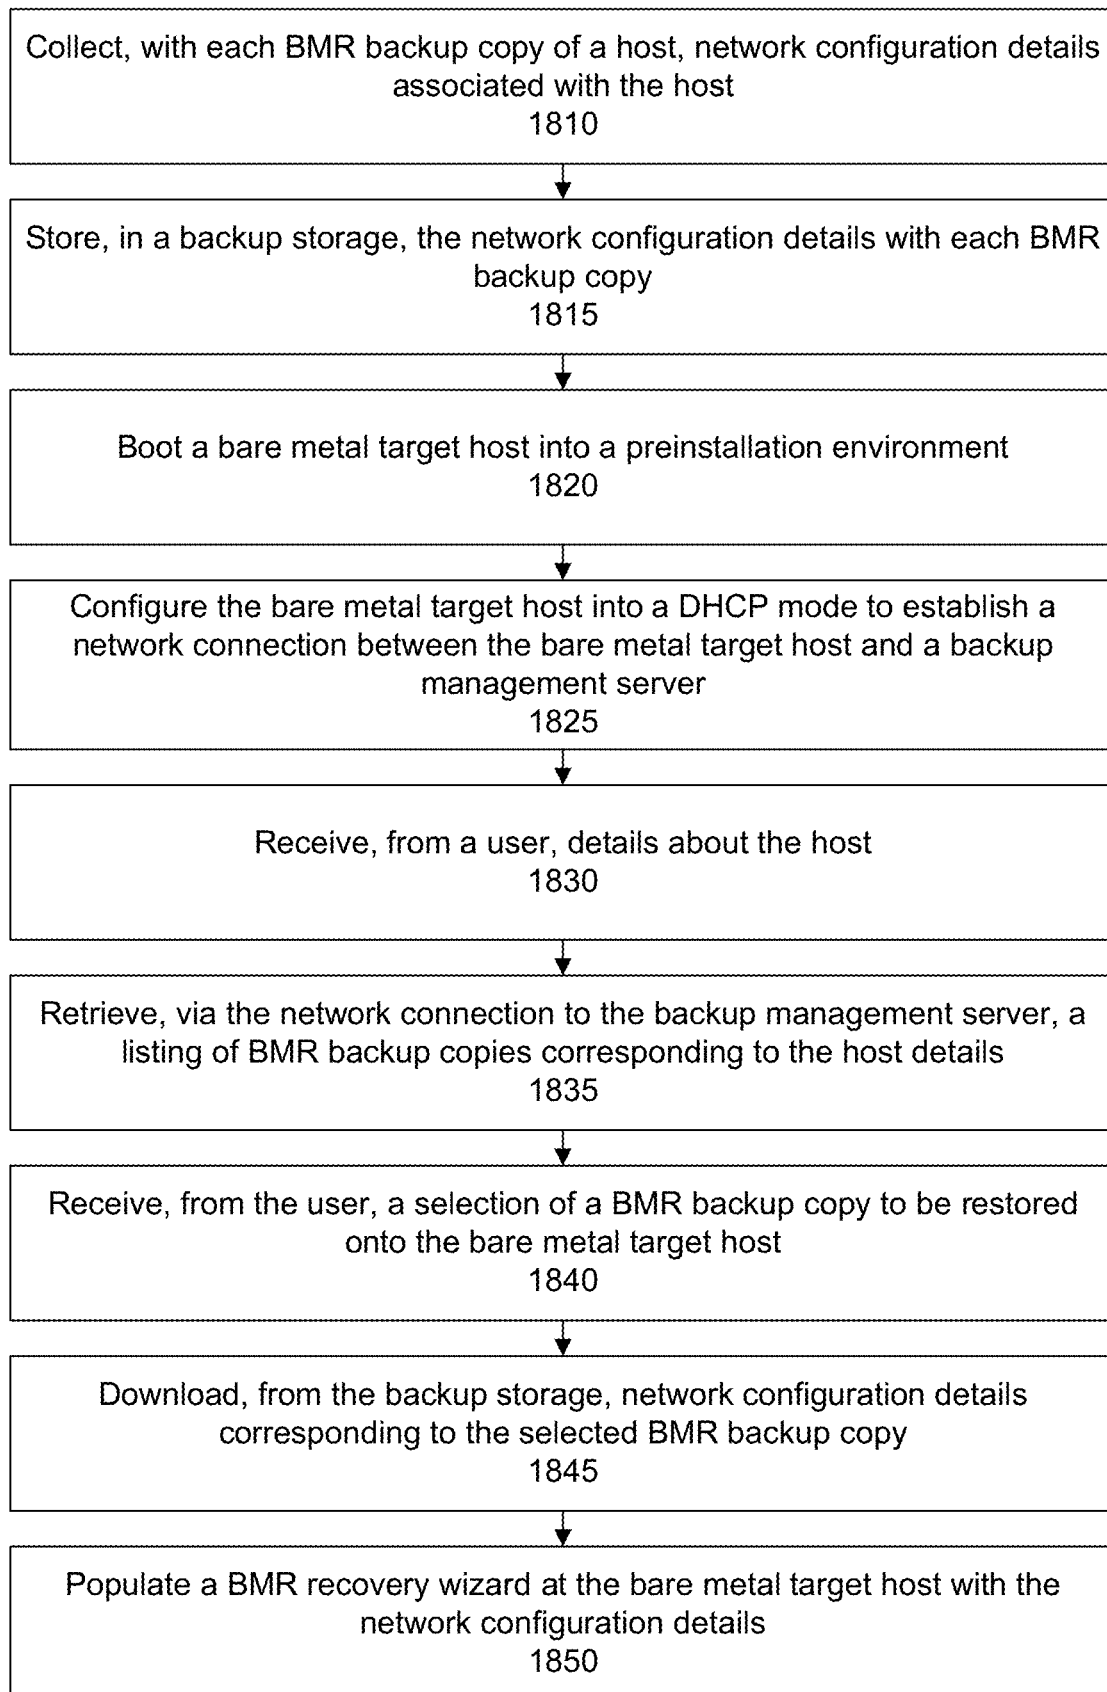 Collect, with each BMR backup copy of a host, network configuration details
associated with the host
1810
Store, in a backup storage, the network configuration details with each BMR
backup copy
1815
Boot a bare metal target host into a preinstallation environment
1820
Configure the bare metal target host into a DHCP mode to establish a
network connection between the bare metal target host and a backup
management server
1825
Receive, from a user, details about the host
1830
Retrieve, via the network connection to the backup management server, a
listing of BMR backup copies corresponding to the host details
1835
Receive, from the user, a selection of a BMR backup copy to be restored
onto the bare metal target host
1840
Download, from the backup storage, network configuration details
corresponding to the selected BMR backup copy
1845
Populate a BMR recovery wizard at the bare metal target host with the
network configuration details
1850